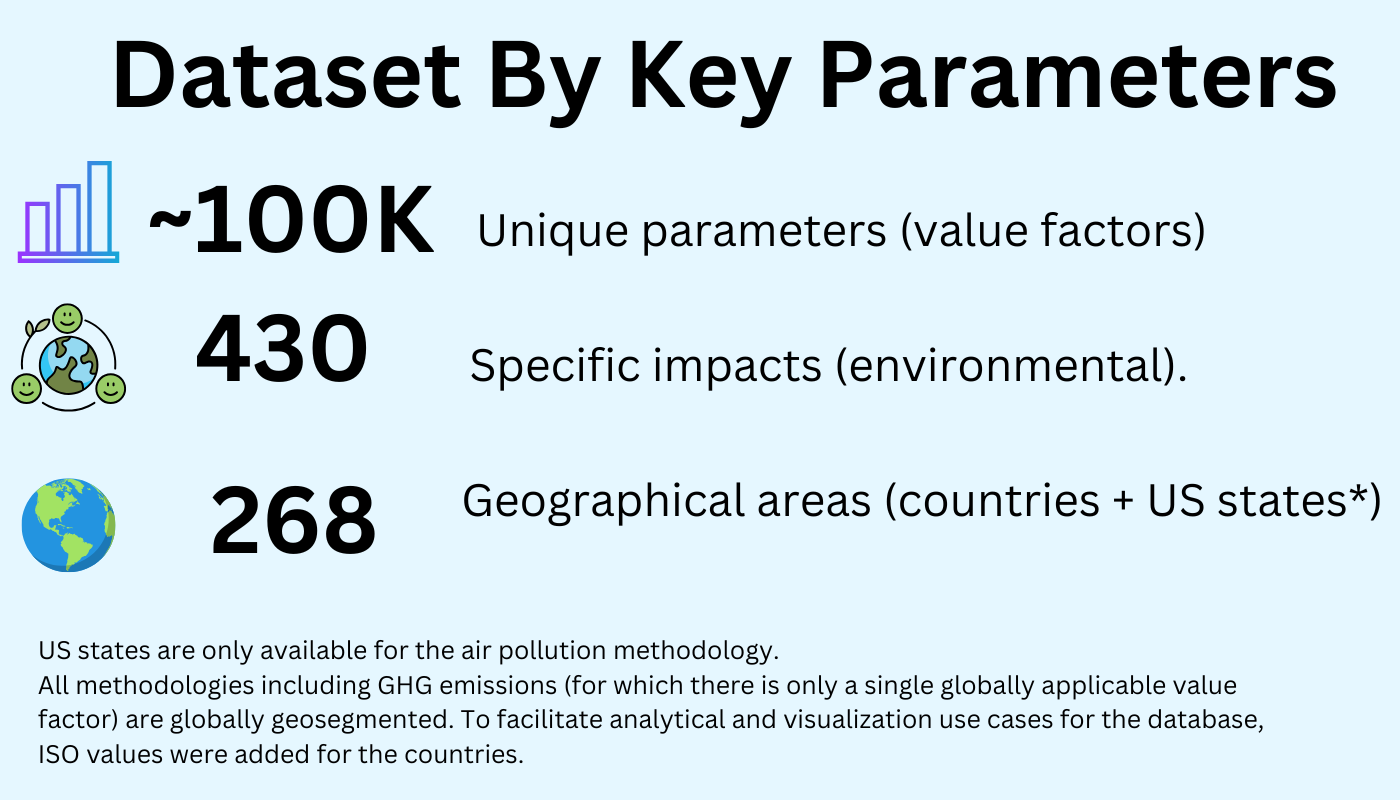 Dataset By Key Parameters
~100K Unique parameters (value factors)
430 Specific impacts (environmental).
268 Geographical areas (countries + US states*)
US states are only available for the air pollution methodology.
All methodologies including GHG emissions (for which there is only a single globally applicable value
factor) are globally geosegmented. To facilitate analytical and visualization use cases for the database,
ISO values were added for the countries.